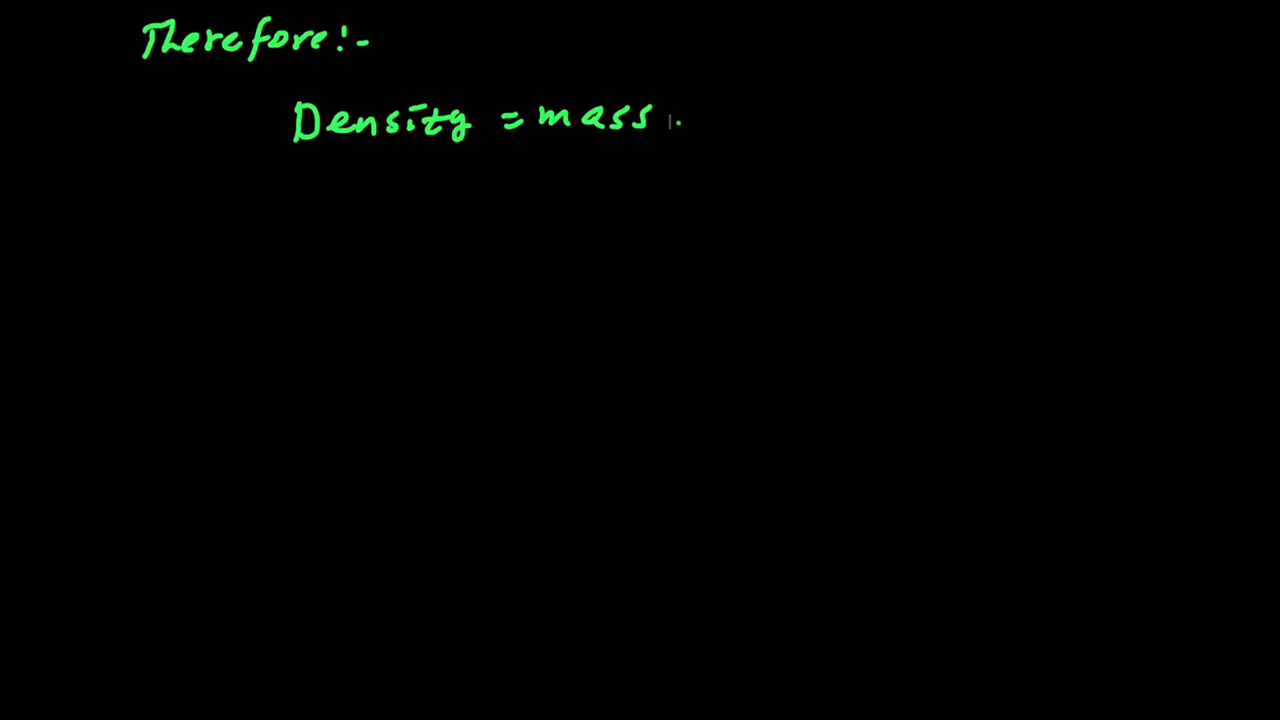 Therefore:-
Density = mass .